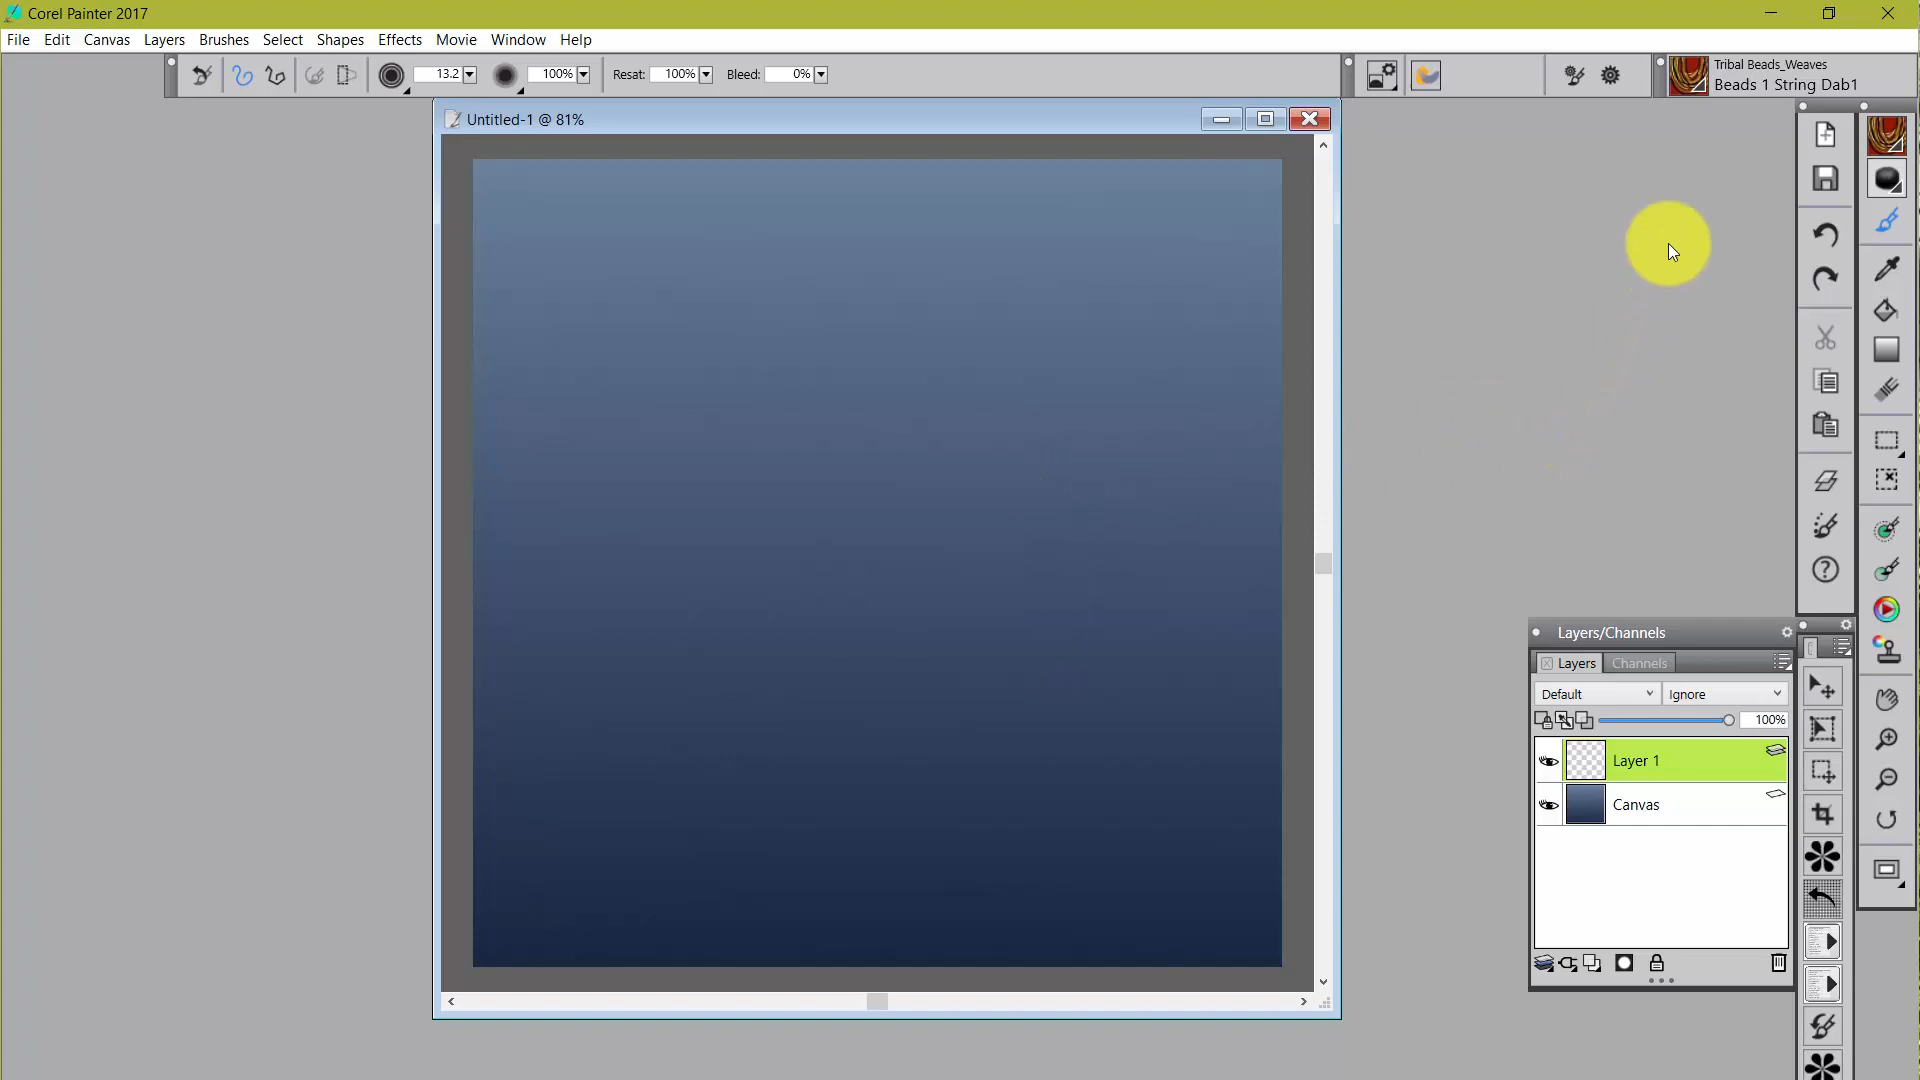 Corel Painter 2017
File Edit Canvas Layers Brushes Select Shapes Effects Movie Window Help
13.2 100% Resat: 100% Bleed: 0%
Tribal Beads_Weaves
Beads 1 String Dab1
Untitled-1 @ 81%
Layers/Channels
Layers Channels
Default Ignore
100%
Layer 1
Canvas